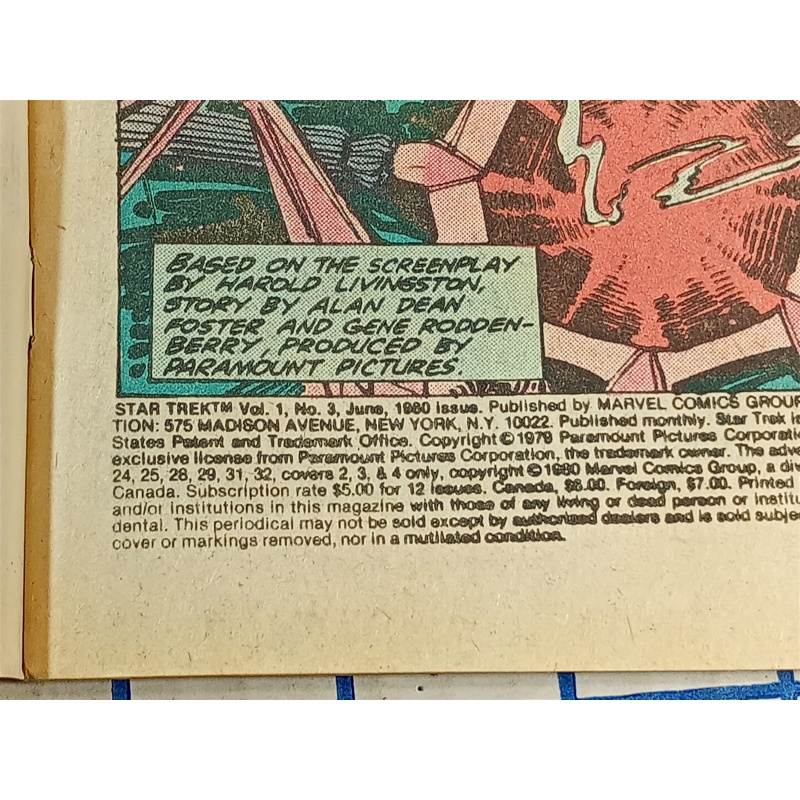 BASED ON THE SCREENPLAY
BY HAROLD LIVINGSTON,
STORY BY ALAN DEAN
FOSTER AND GENE RODDEN-
BERRY, PRODUCED BY
PARAMOUNT PICTURES.
STAR TREK™ Vol. 1, No. 3, June, 1980 issue. Published by MARVEL COMICS GROUP
TION: 575 MADISON AVENUE, NEW YORK, N.Y. 10022. Published monthly. Star Trek is
States Patent and Trademark Office. Copyright © 1979 Paramount Pictures Corporati
exclusive license from Paramount Pictures Corporation, the trademark owner. The adve
24, 25, 28, 29, 31, 32, covers 2, 3, & 4 only, copyright © 1980 Marvel Comics Group, a div
Canada. Subscription rate $5.00 for 12 issues. Canada, $6.00. Foreign, $7.00. Printed
and/or institutions in this magazine with those of any living or dead person or institu
dental. This periodical may not be sold except by authorized dealers and is sold subje
cover or markings removed, nor in a mutilated condition.